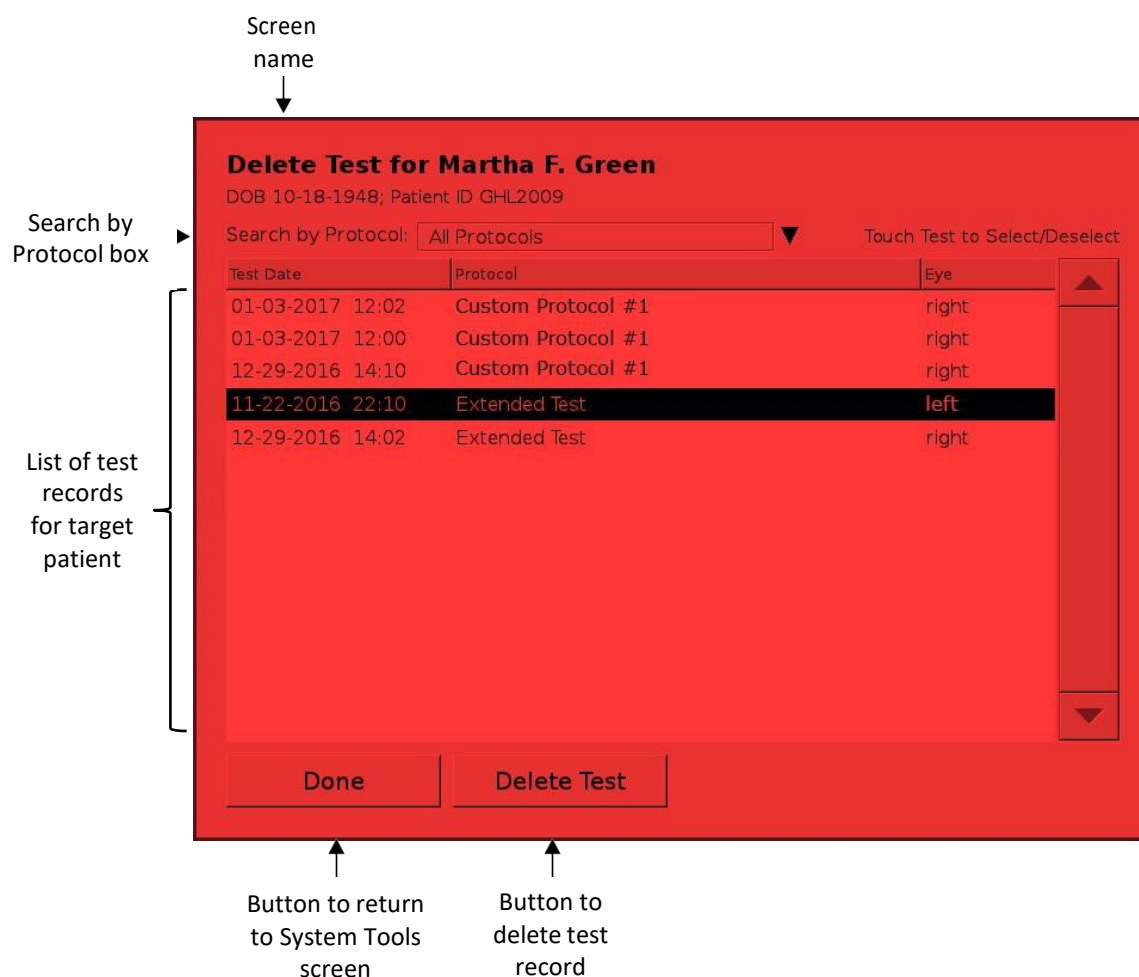 Screen
name
Delete Test for Martha F. Green
DOB 10-18-1948; Patient ID GHL2009
Search by
Protocol box
Search by Protocol: All Protocols Touch Test to Select/Deselect
Test Date Protocol Eye
01-03-2017 12:02 Custom Protocol #1 right
01-03-2017 12:00 Custom Protocol #1 right
12-29-2016 14:10 Custom Protocol #1 right
11-22-2016 22:10 Extended Test left
12-29-2016 14:02 Extended Test right
List of test
records
for target
patient
Done Delete Test
Button to return
to System Tools
screen
Button to
delete test
record